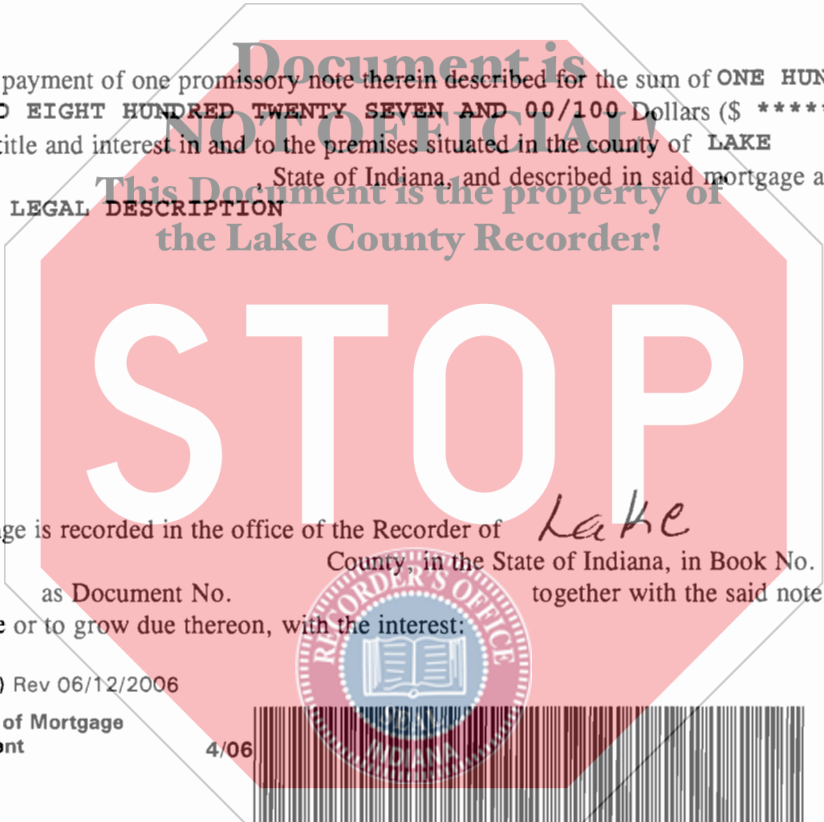 Document is
payment of one promissory note therein described for the sum of ONE HUN
EIGHT HUNDRED TWENTY SEVEN AND 00/100 Dollars ($ *****
NOT OFFICIAL!
title and interest in and to the premises situated in the county of LAKE
, State of Indiana, and described in said mortgage a
This Document is the property of
LEGAL DESCRIPTION
the Lake County Recorder!
STOP
ge is recorded in the office of the Recorder of Lake
County, in the State of Indiana, in Book No.
as Document No. together with the said note
e or to grow due thereon, with the interest:
RECORDER'S OFFICE
) Rev 06/12/2006
of Mortgage
ent 4/06
INDIANA